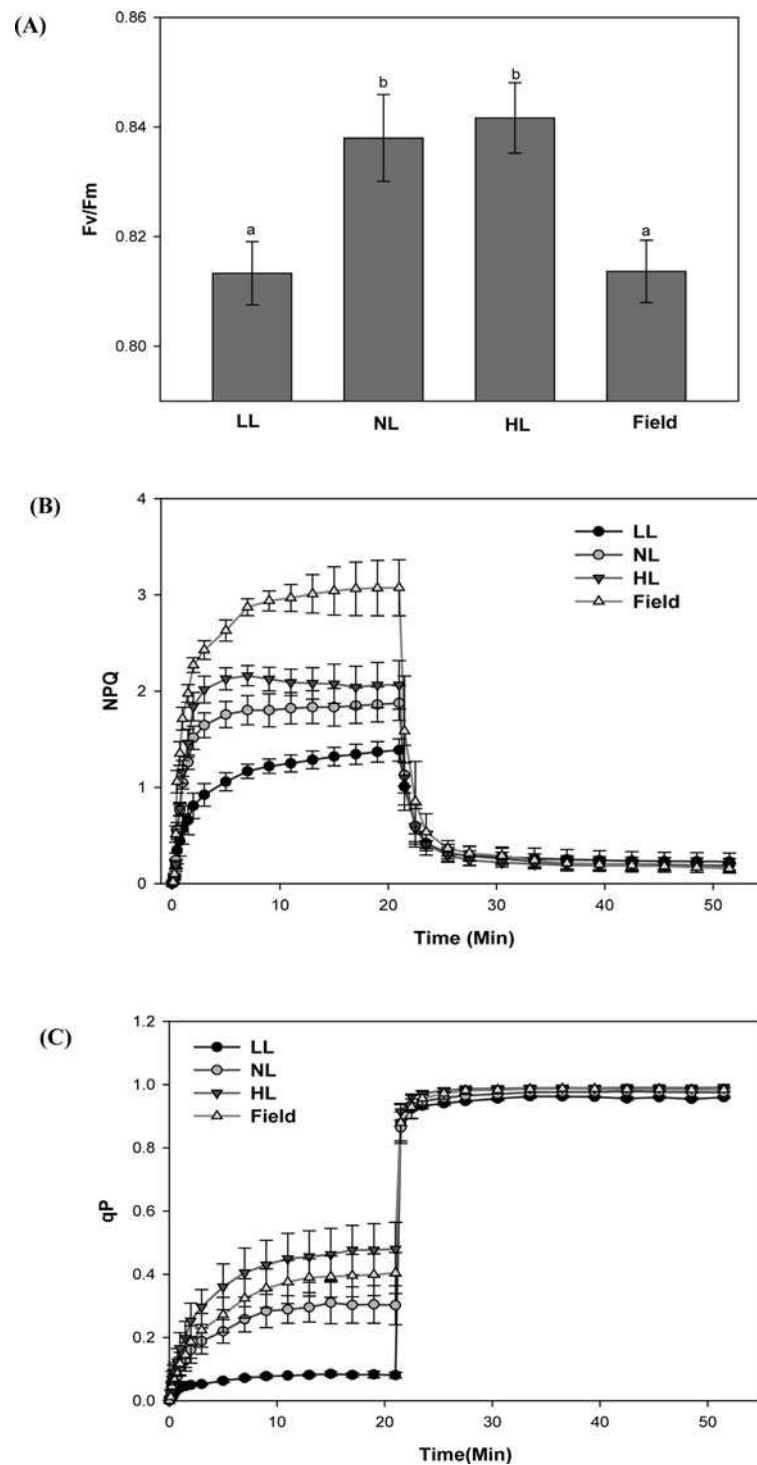 (A)
0.86
0.84
0.82
0.80
Fv/Fm
a
b
b
a
LL
NL
HL
Field
(B)
4
3
2
1
0
NPQ
LL
NL
HL
Field
0
10
20
30
40
50
Time (Min)
(C)
1.2
1.0
0.8
0.6
0.4
0.2
0.0
qP
LL
NL
HL
Field
0
10
20
30
40
50
Time(Min)